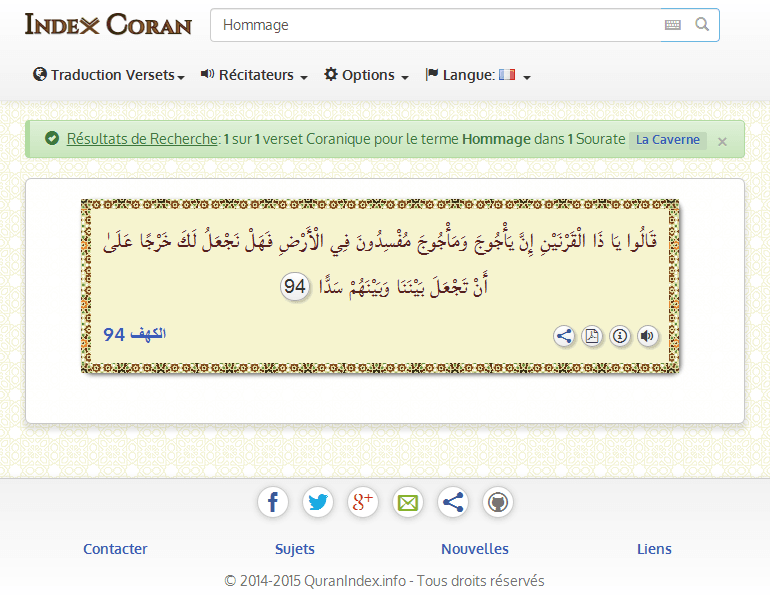 Index Coran
Hommage
Traduction Versets
Récitateurs
Options
Langue:
Résultats de Recherche: 1 sur 1 verset Coranique pour le terme Hommage dans 1 Sourate La Caverne ×
قَالُوا يَا ذَا الْقَرْنَيْنِ إِنَّ يَأْجُوجَ وَمَأْجُوجَ مُفْسِدُونَ فِي الْأَرْضِ فَهَلْ نَجْعَلُ لَكَ خَرْجًا عَلَىٰ
أَنْ تَجْعَلَ بَيْنَنَا وَبَيْنَهُمْ سَدًّا 94
الكهف 94
Contacter
Sujets
Nouvelles
Liens
© 2014-2015 QuranIndex.info - Tous droits réservés